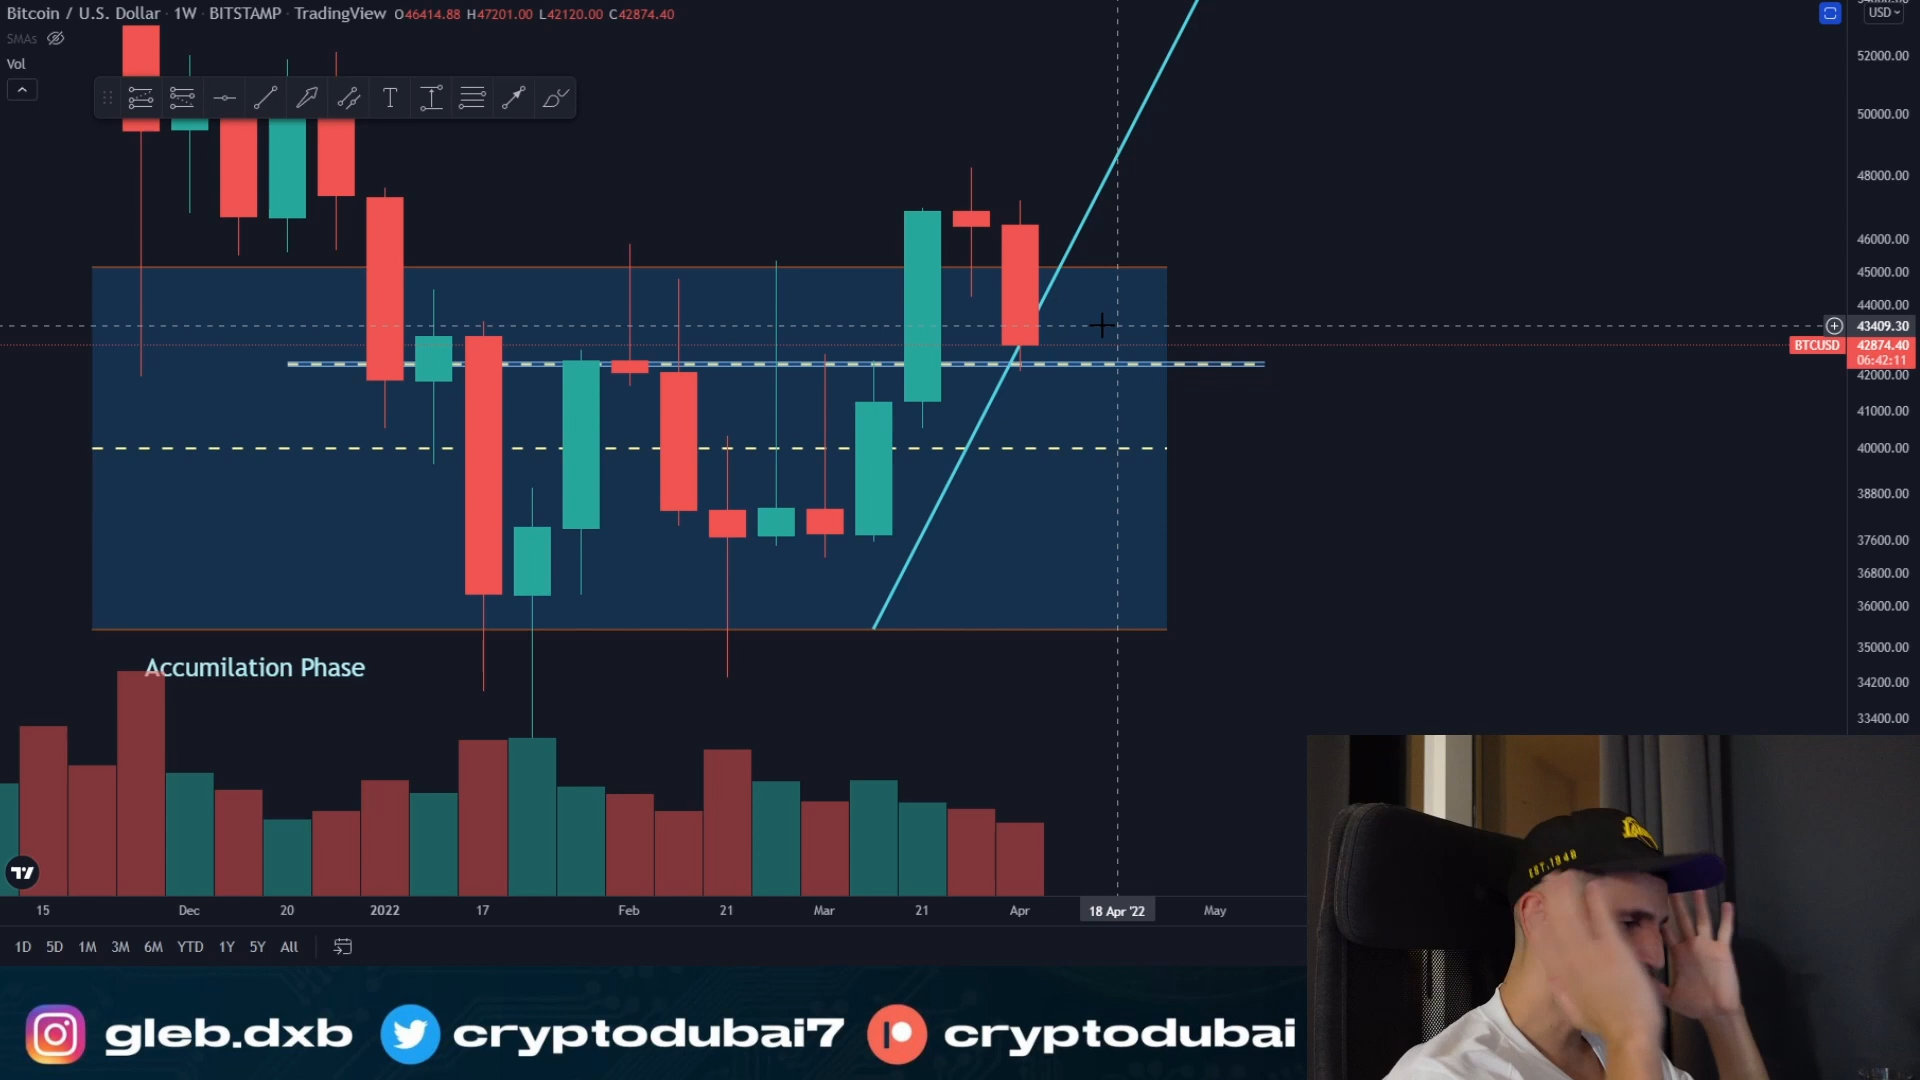 Bitcoin / U.S. Dollar · 1W · BITSTAMP · TradingView O46414.88 H47201.00 L42120.00 C42874.40
USD
SMAs
Vol
T
52000.00
50000.00
48000.00
46000.00
45000.00
44000.00
43409.30
BTCUSD 42874.40
06:42:11
42000.00
41000.00
40000.00
38800.00
37600.00
36800.00
36000.00
35000.00
34200.00
33400.00
Accumilation Phase
15 Dec 20 2022 17 Feb 21 Mar 21 Apr 18 Apr '22 May
1D 5D 1M 3M 6M YTD 1Y 5Y All
EST.1940
gleb.dxb cryptodubai7 cryptodubai